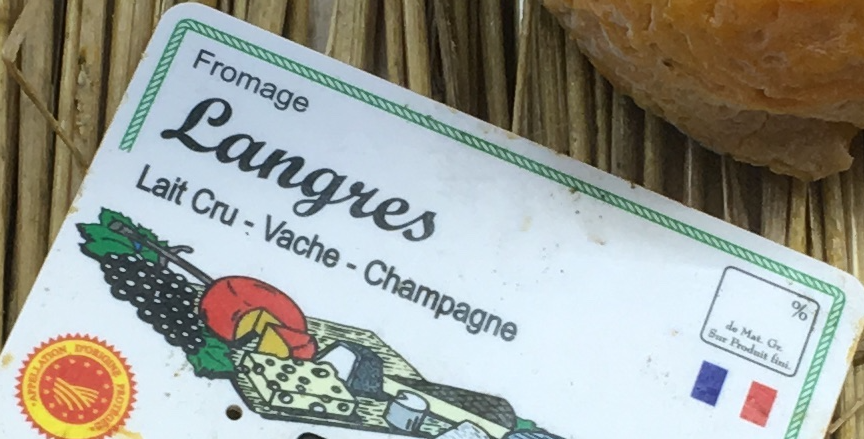 Fromage
Langres
Lait Cru - Vache - Champagne
%
de Mat. Gr.
Sur Produit fini.
APPELLATION D'ORIGINE PROTÉGÉE